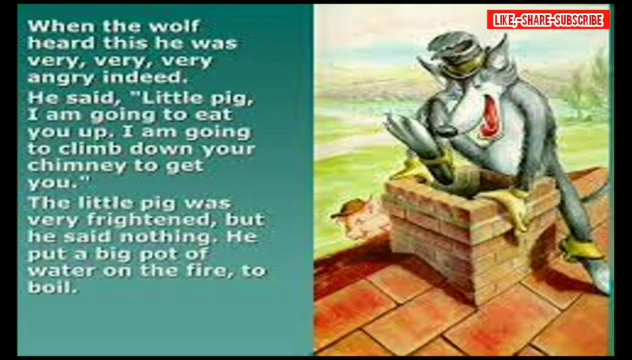 LIKE,-SHARE-SUBSCRIBE
When the wolf
heard this he was
very, very, very
angry indeed.
He said, "Little pig,
I am going to eat
you up. I am going
to climb down your
chimney to get
you."
The little pig was
very frightened, but
he said nothing. He
put a big pot of
water on the fire, to
boil.